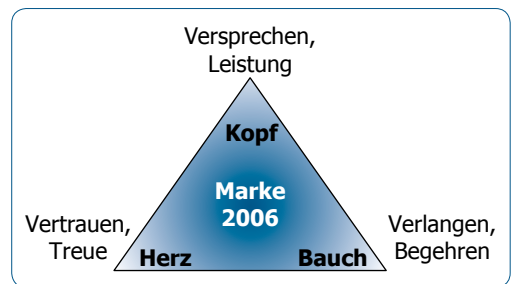 Versprechen,
Leistung
Kopf
Marke
2006
Vertrauen,
Treue
Herz
Bauch
Verlangen,
Begehren